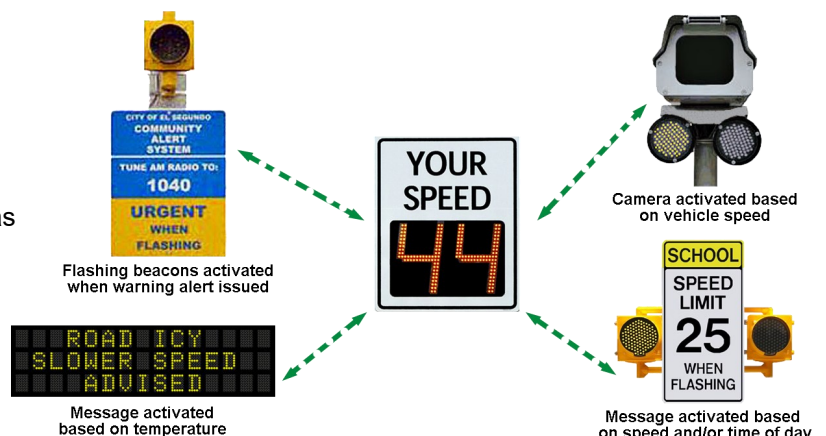 CITY OF EL SEGUNDO
COMMUNITY
ALERT
SYSTEM
TUNE AM RADIO TO:
1040
URGENT
WHEN
FLASHING
Flashing beacons activated
when warning alert issued
YOUR
SPEED
44
Camera activated based
on vehicle speed
SCHOOL
SPEED
LIMIT
25
WHEN
FLASHING
Message activated based
on speed and/or time of day
ROAD ICY
SLOWER SPEED
ADVISED
Message activated
based on temperature